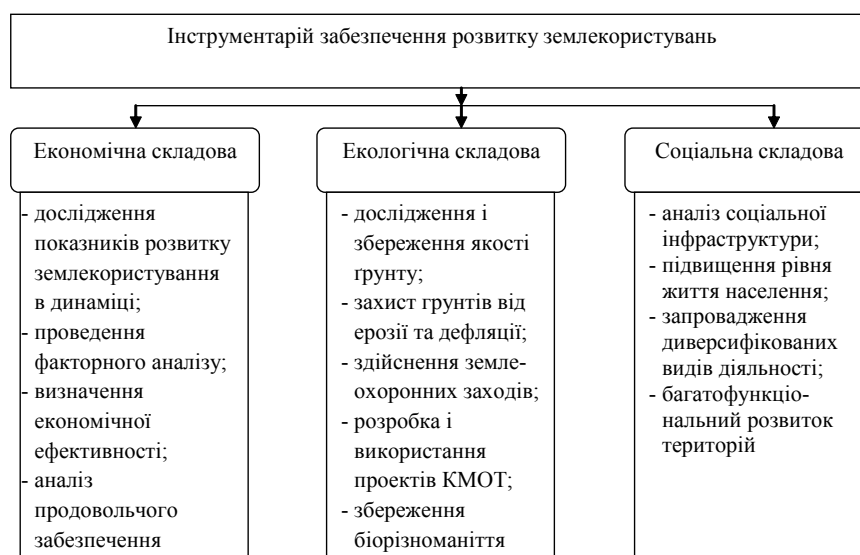 Інструментарій забезпечення розвитку землекористувань
Економічна складова
- дослідження
показників розвитку
землекористування
в динаміці;
- проведення
факторного аналізу;
- визначення
економічної
ефективності;
- аналіз
продовольчого
забезпечення
Екологічна складова
- дослідження і
збереження якості
ґрунту;
- захист грунтів від
ерозії та дефляції;
- здійснення земле-
охоронних заходів;
- розробка і
використання
проектів КМОТ;
- збереження
біорізноманіття
Соціальна складова
- аналіз соціальної
інфраструктури;
- підвищення рівня
життя населення;
- запровадження
диверсифікованих
видів діяльності;
- багатофункціо-
нальний розвиток
територій